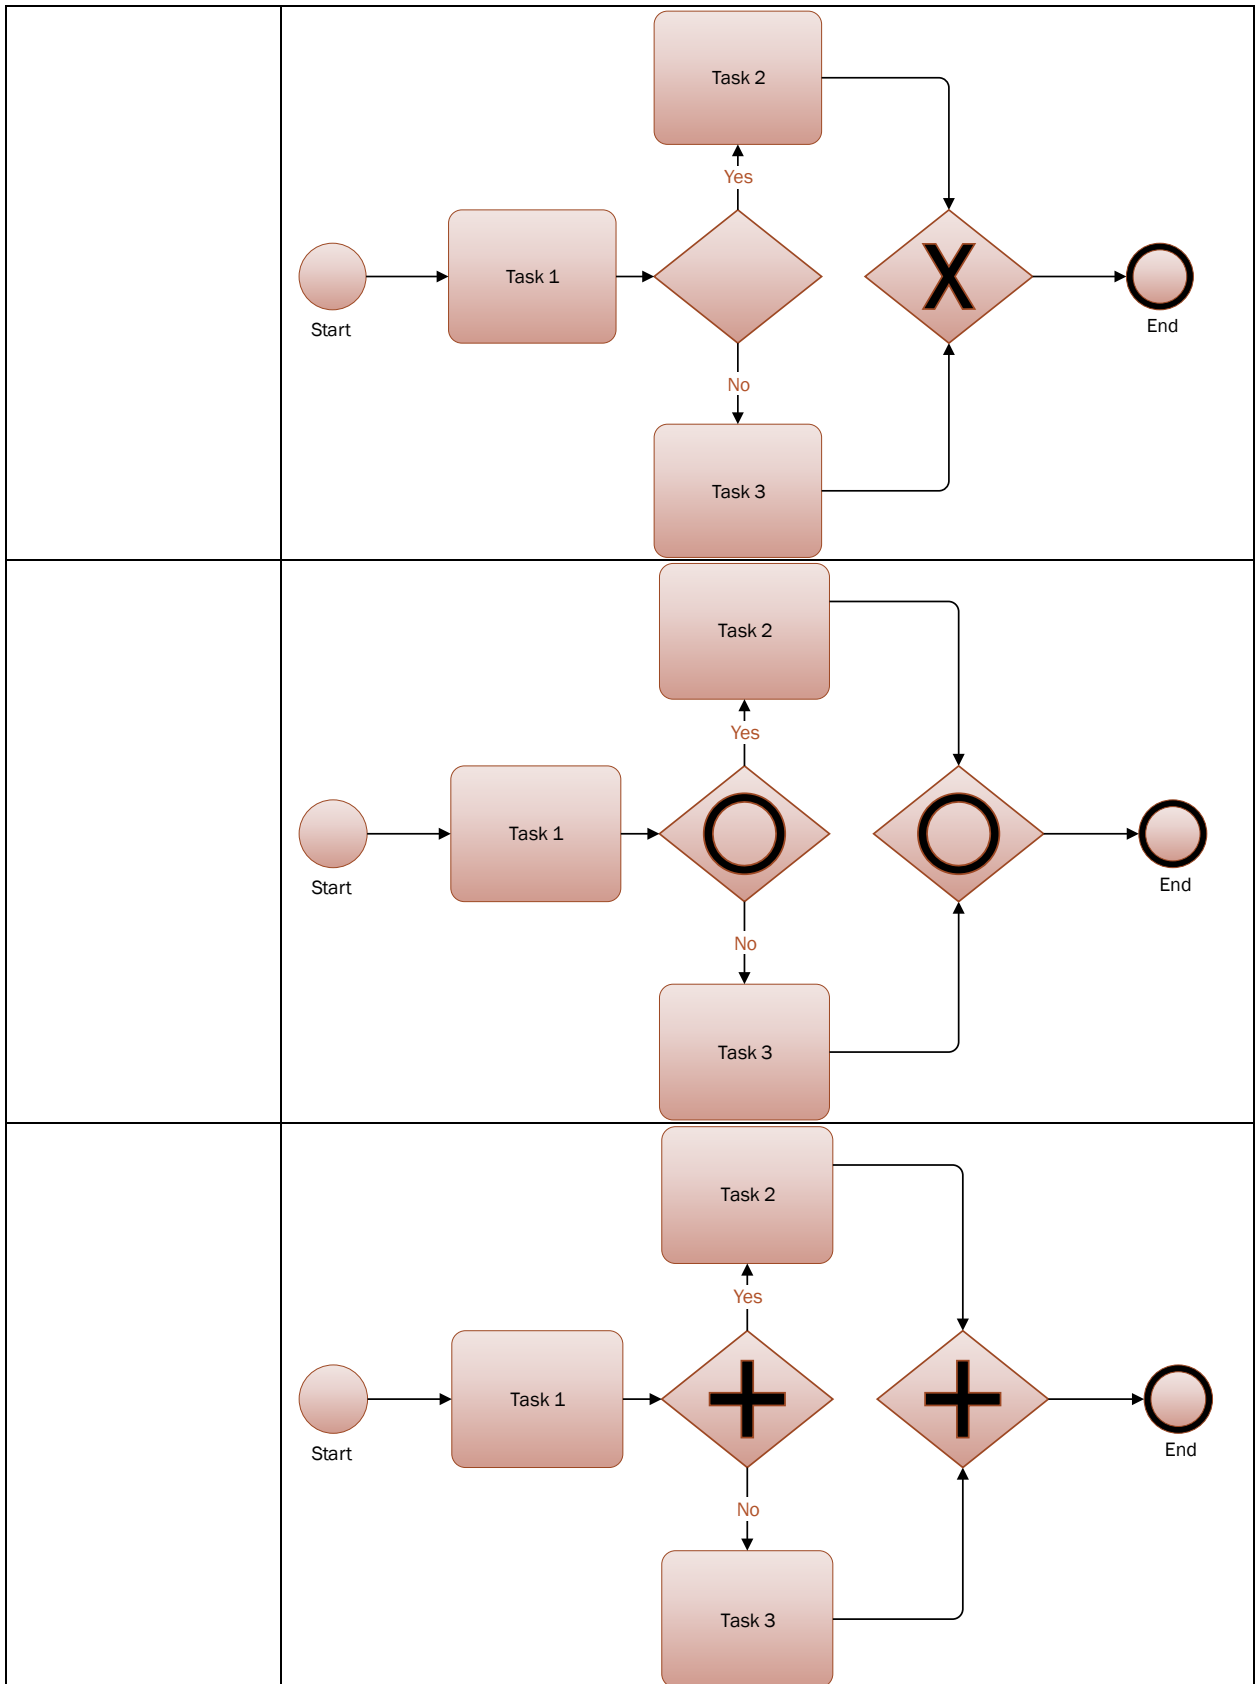 Task 2
Yes
Task 1
X
Start
End
No
Task 3
Task 2
Yes
Task 1
Start
End
No
Task 3
Task 2
Yes
Task 1
Start
End
No
Task 3